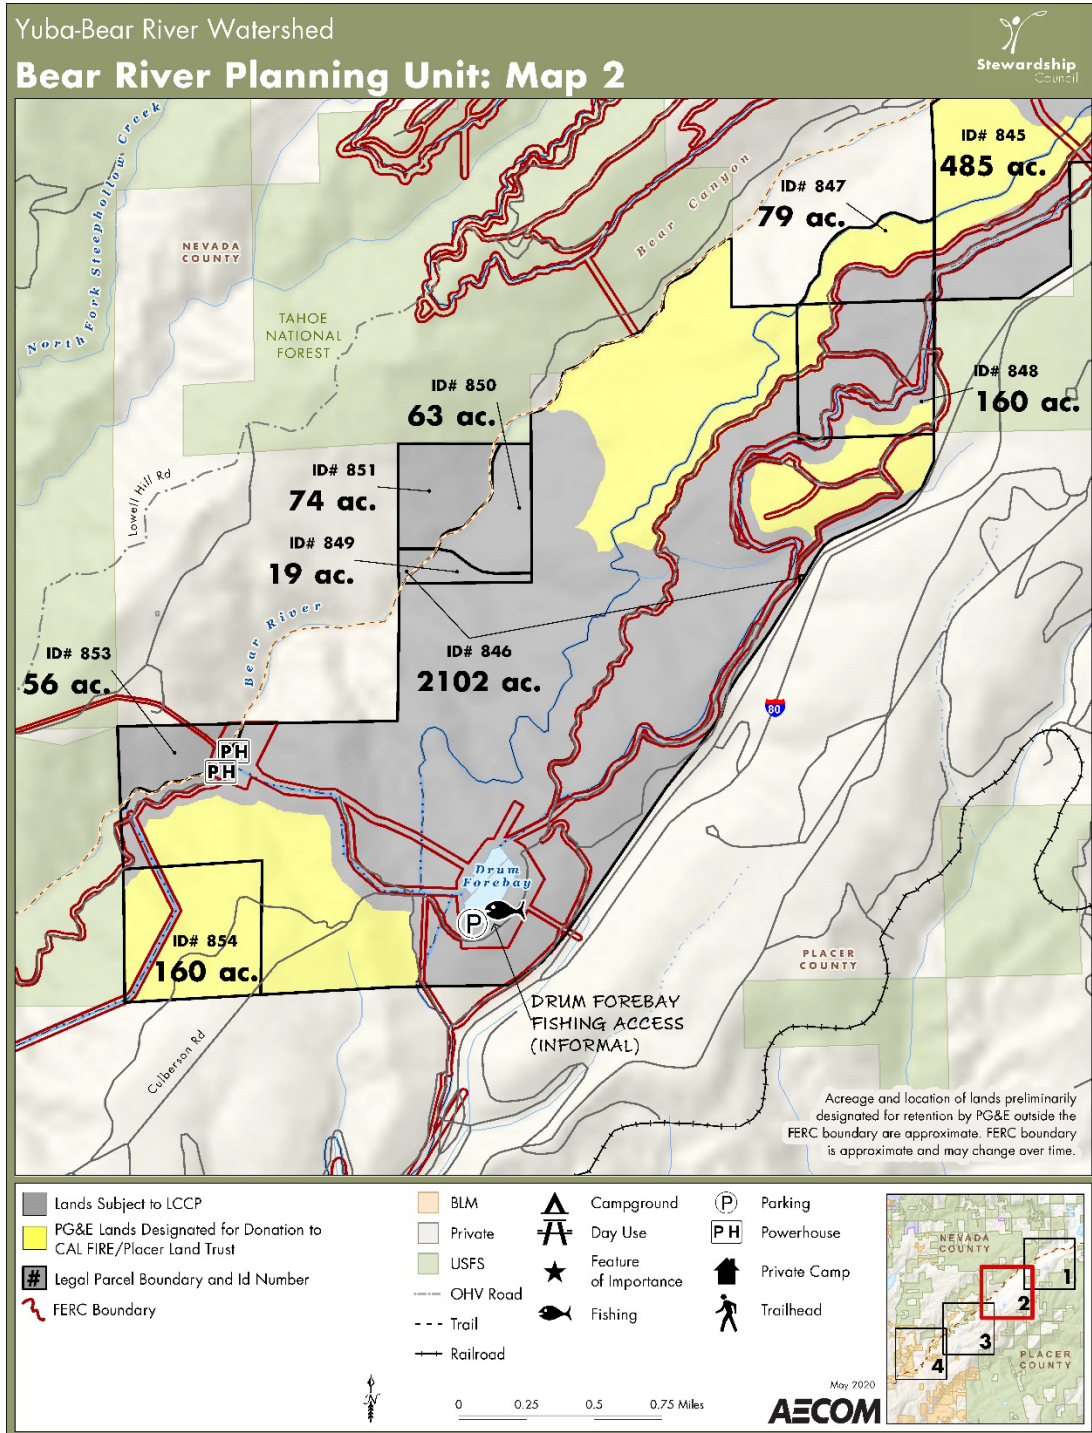 Yuba-Bear River Watershed
Bear River Planning Unit: Map 2
Stewardship
Council
North Fork Steephollow Creek
NEVADA
COUNTY
TAHOE
NATIONAL
FOREST
Bear Canyon
ID# 845
485 ac.
ID# 847
79 ac.
ID# 848
160 ac.
ID# 850
63 ac.
ID# 851
74 ac.
ID# 849
19 ac.
Lowell Hill Rd
Bear River
ID# 846
2102 ac.
ID# 853
56 ac.
80
PH
PH
Drum
Forebay
P
ID# 854
160 ac.
PLACER
COUNTY
DRUM FOREBAY
FISHING ACCESS
(INFORMAL)
Culberson Rd
Acreage and location of lands preliminarily
designated for retention by PG&E outside the
FERC boundary are approximate. FERC boundary
is approximate and may change over time.
Lands Subject to LCCP
PG&E Lands Designated for Donation to
CAL FIRE/Placer Land Trust
# Legal Parcel Boundary and Id Number
FERC Boundary
BLM
Private
USFS
OHV Road
Trail
Railroad
Campground
Day Use
Feature
of Importance
Fishing
P Parking
PH Powerhouse
Private Camp
Trailhead
N
0 0.25 0.5 0.75 Miles
May 2020
AECOM
NEVADA
COUNTY
1
2
3
4
PLACER
COUNTY